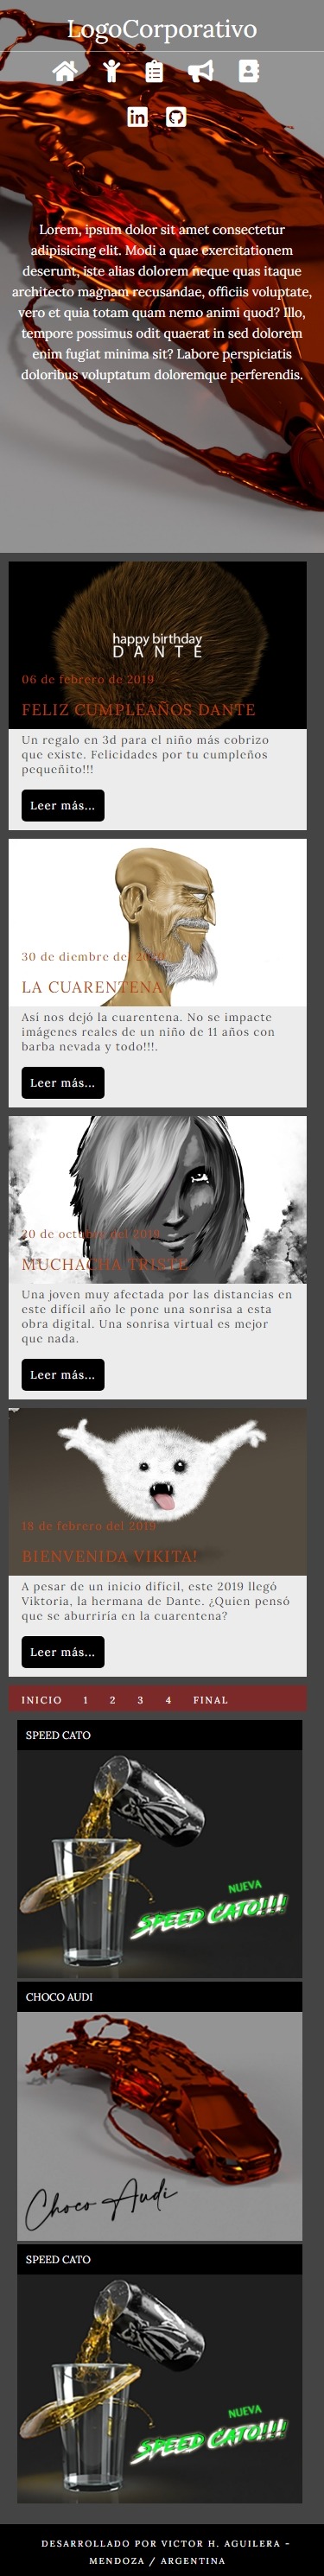 LogoCorporativo
Lorem, ipsum dolor sit amet consectetur
adipisicing elit. Modi a quae exercitationem
deserunt, iste alias dolorem neque quas itaque
architecto magnam recusandae, officiis voluptate,
vero et quia totam quam nemo animi quod? Illo,
tempore possimus odit quaerat in sed dolorem
enim fugiat minima sit? Labore perspiciatis
doloribus voluptatum doloremque perferendis.
happy birthday
DANTE
06 de febrero de 2019
FELIZ CUMPLEAÑOS DANTE
Un regalo en 3d para el niño más cobrizo
que existe. Felicidades por tu cumpleños
pequeñito!!!
Leer más...
30 de diembre del 2019
LA CUARENTENA
Así nos dejó la cuarentena. No se impacte
imágenes reales de un niño de 11 años con
barba nevada y todo!!!.
Leer más...
20 de octubre del 2019
MUCHACHA TRISTE
Una joven muy afectada por las distancias en
este difícil año le pone una sonrisa a esta
obra digital. Una sonrisa virtual es mejor
que nada.
Leer más...
18 de febrero del 2019
BIENVENIDA VIKITA!
A pesar de un inicio difícil, este 2019 llegó
Viktoria, la hermana de Dante. ¿Quien pensó
que se aburriría en la cuarentena?
Leer más...
INICIO 1 2 3 4 FINAL
SPEED CATO
NUEVA
SPEED CATO!!!
CHOCO AUDI
Choco Audi
SPEED CATO
NUEVA
SPEED CATO!!!
DESARROLLADO POR VICTOR H. AGUILERA -
MENDOZA / ARGENTINA